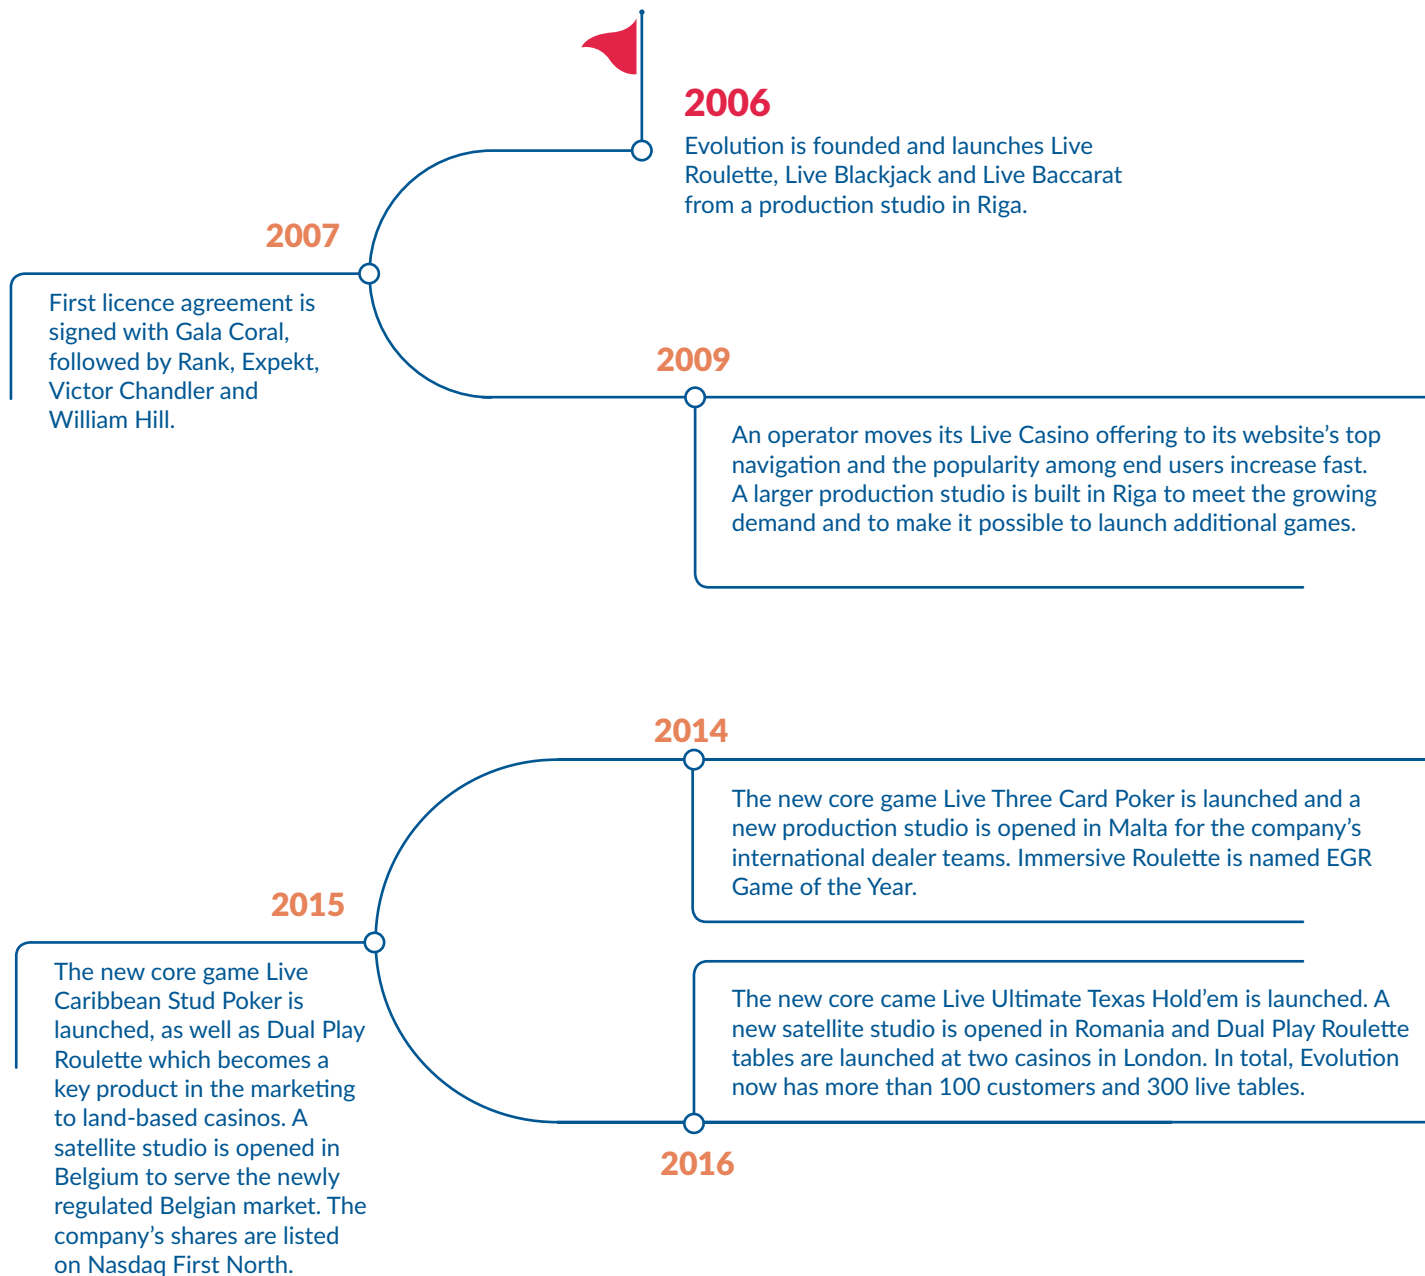 2006
Evolution is founded and launches Live
Roulette, Live Blackjack and Live Baccarat
from a production studio in Riga.
2007
First licence agreement is
signed with Gala Coral,
followed by Rank, Expekt,
Victor Chandler and
William Hill.
2009
An operator moves its Live Casino offering to its website's top
navigation and the popularity among end users increase fast.
A larger production studio is built in Riga to meet the growing
demand and to make it possible to launch additional games.
2014
The new core game Live Three Card Poker is launched and a
new production studio is opened in Malta for the company's
international dealer teams. Immersive Roulette is named EGR
Game of the Year.
2015
The new core game Live
Caribbean Stud Poker is
launched, as well as Dual Play
Roulette which becomes a
key product in the marketing
to land-based casinos. A
satellite studio is opened in
Belgium to serve the newly
regulated Belgian market. The
company's shares are listed
on Nasdaq First North.
The new core came Live Ultimate Texas Hold'em is launched. A
new satellite studio is opened in Romania and Dual Play Roulette
tables are launched at two casinos in London. In total, Evolution
now has more than 100 customers and 300 live tables.
2016